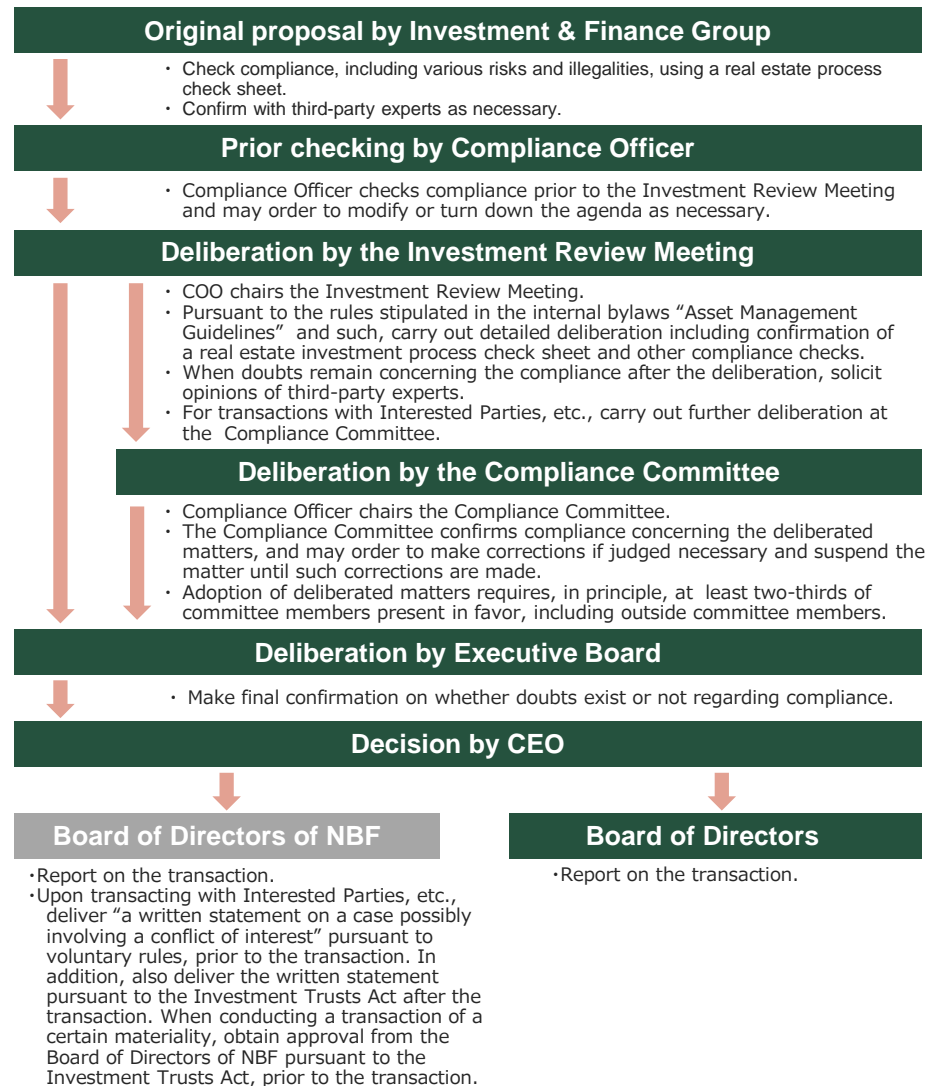 Original proposal by Investment & Finance Group
・ Check compliance, including various risks and illegalities, using a real estate process
check sheet.
・ Confirm with third-party experts as necessary.
Prior checking by Compliance Officer
・ Compliance Officer checks compliance prior to the Investment Review Meeting
and may order to modify or turn down the agenda as necessary.
Deliberation by the Investment Review Meeting
・ COO chairs the Investment Review Meeting.
・ Pursuant to the rules stipulated in the internal bylaws “Asset Management
Guidelines” and such, carry out detailed deliberation including confirmation of
a real estate investment process check sheet and other compliance checks.
・ When doubts remain concerning the compliance after the deliberation, solicit
opinions of third-party experts.
・ For transactions with Interested Parties, etc., carry out further deliberation at
the Compliance Committee.
Deliberation by the Compliance Committee
・ Compliance Officer chairs the Compliance Committee.
・ The Compliance Committee confirms compliance concerning the deliberated
matters, and may order to make corrections if judged necessary and suspend the
matter until such corrections are made.
・ Adoption of deliberated matters requires, in principle, at least two-thirds of
committee members present in favor, including outside committee members.
Deliberation by Executive Board
・ Make final confirmation on whether doubts exist or not regarding compliance.
Decision by CEO
Board of Directors of NBF
・Report on the transaction.
・Upon transacting with Interested Parties, etc.,
deliver “a written statement on a case possibly
involving a conflict of interest” pursuant to
voluntary rules, prior to the transaction. In
addition, also deliver the written statement
pursuant to the Investment Trusts Act after the
transaction. When conducting a transaction of a
certain materiality, obtain approval from the
Board of Directors of NBF pursuant to the
Investment Trusts Act, prior to the transaction.
Board of Directors
・Report on the transaction.